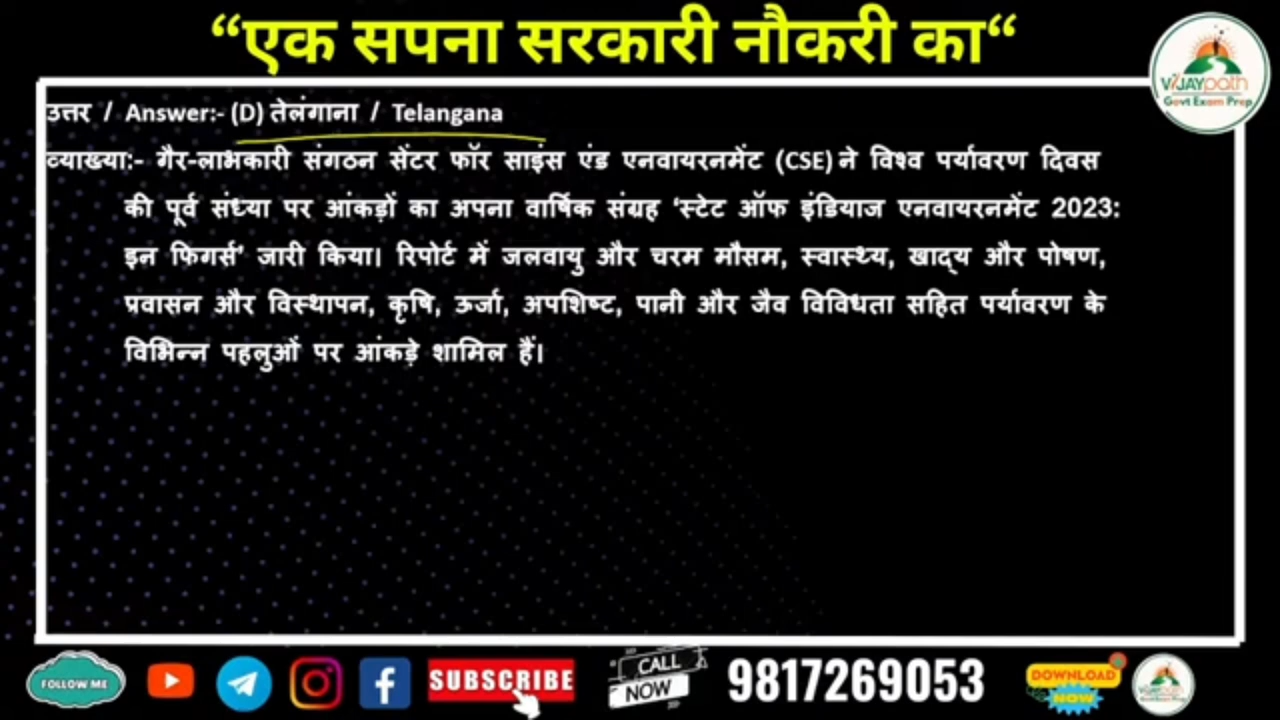 “एक सपना सरकारी नौकरी का“
VIJAYpath
Govt Exam Prep
उत्तर / Answer:- (D) तेलंगाना / Telangana
व्याख्या:- गैर-लाभकारी संगठन सेंटर फॉर साइंस एंड एनवायरनमेंट (CSE) ने विश्व पर्यावरण दिवस
की पूर्व संध्या पर आंकड़ों का अपना वार्षिक संग्रह ‘स्टेट ऑफ इंडियाज एनवायरनमेंट 2023:
इन फिगर्स’ जारी किया। रिपोर्ट में जलवायु और चरम मौसम, स्वास्थ्य, खाद्य और पोषण,
प्रवासन और विस्थापन, कृषि, ऊर्जा, अपशिष्ट, पानी और जैव विविधता सहित पर्यावरण के
विभिन्न पहलुओं पर आंकड़े शामिल हैं।
FOLLOW ME
SUBSCRIBE
CALL
NOW
9817269053
DOWNLOAD
NOW
VIJAYpath